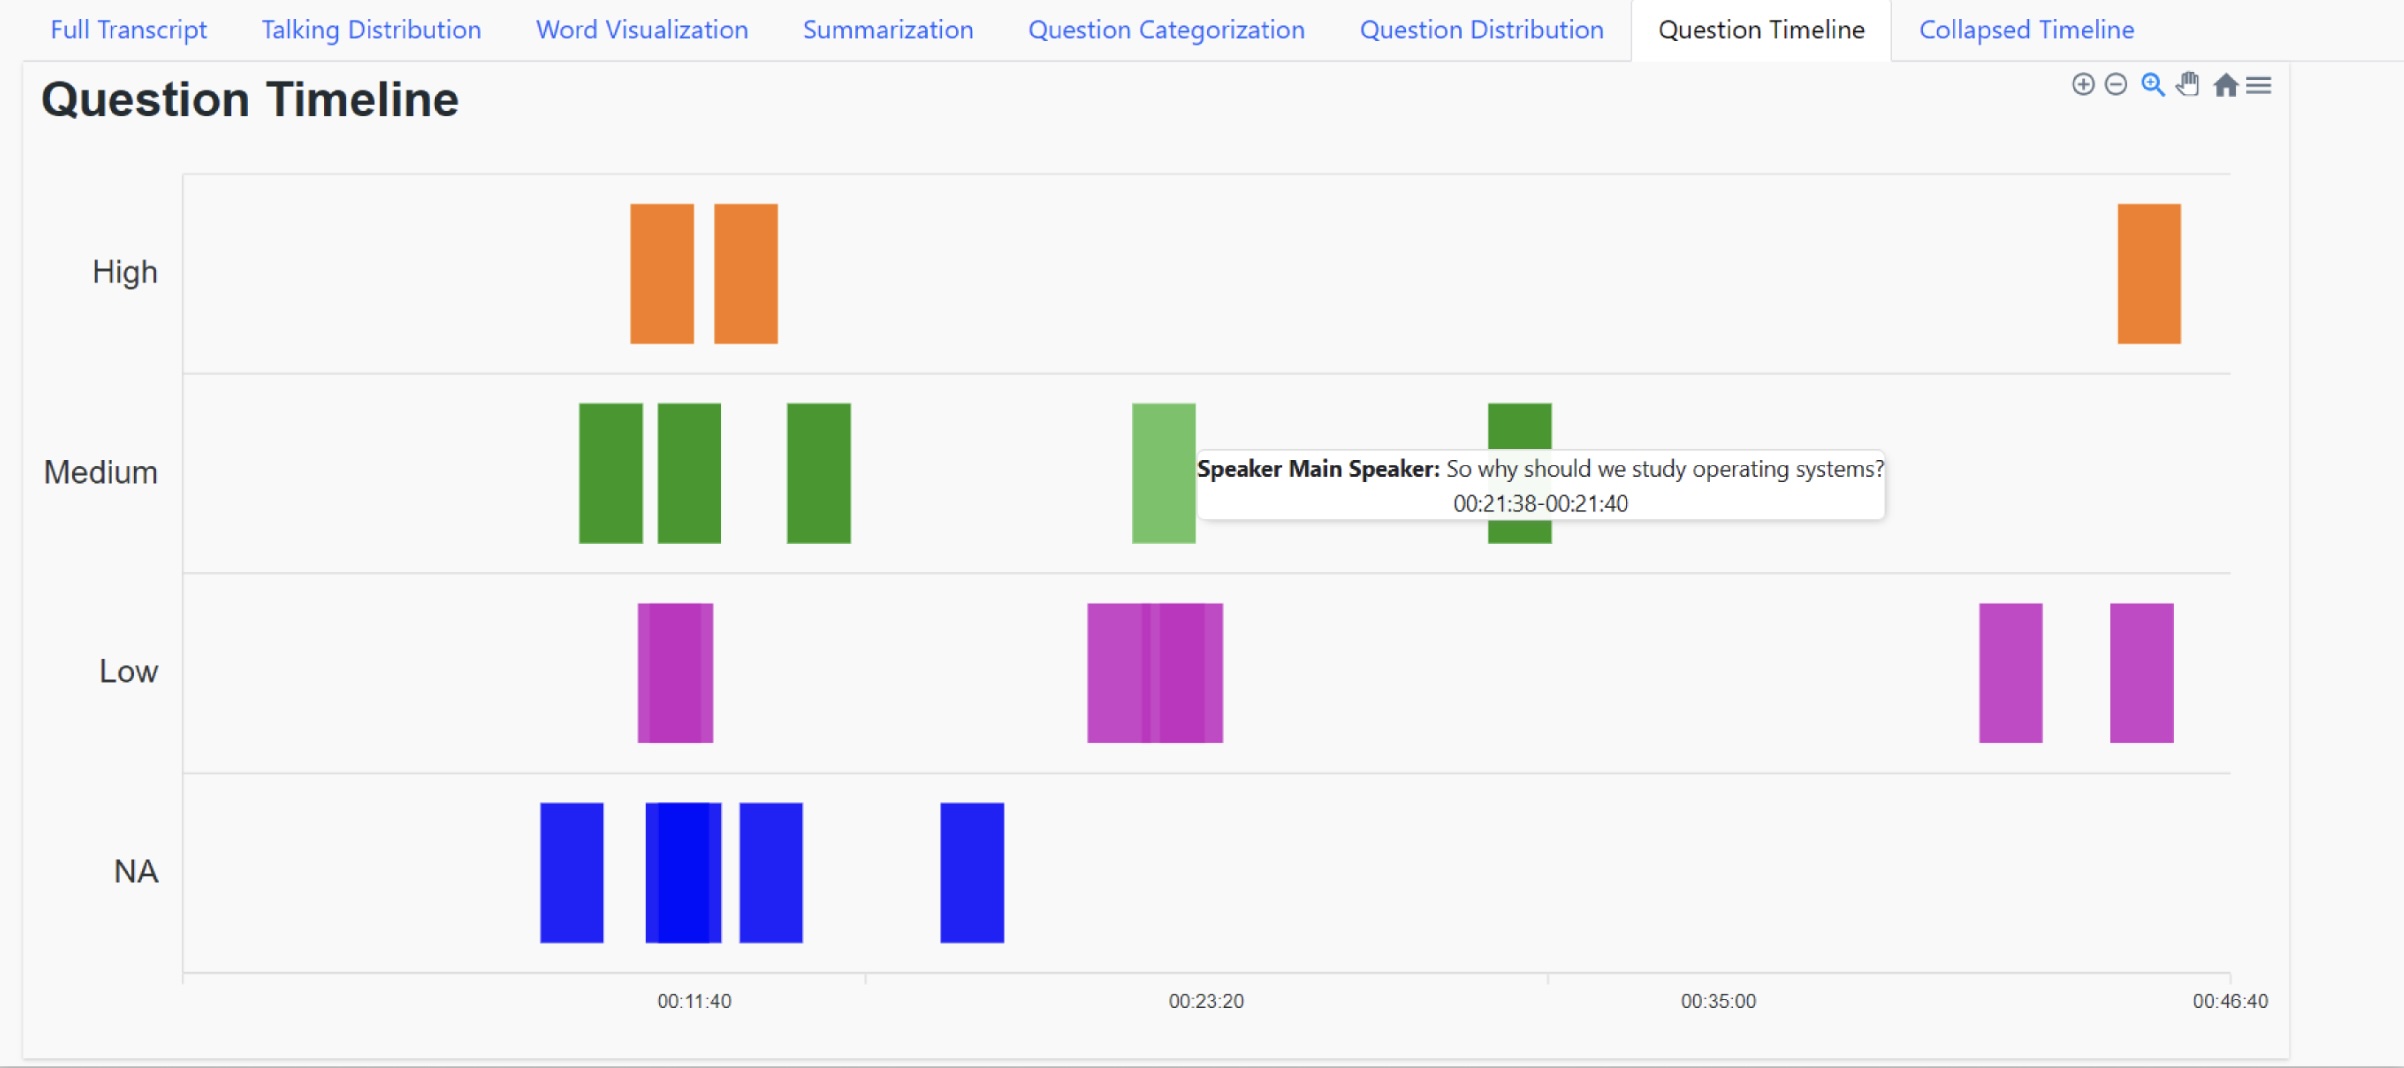 Full Transcript Talking Distribution Word Visualization Summarization Question Categorization Question Distribution Question Timeline Collapsed Timeline
Question Timeline
High
Medium
Speaker Main Speaker: So why should we study operating systems?
00:21:38-00:21:40
Low
NA
00:11:40 00:23:20 00:35:00 00:46:40